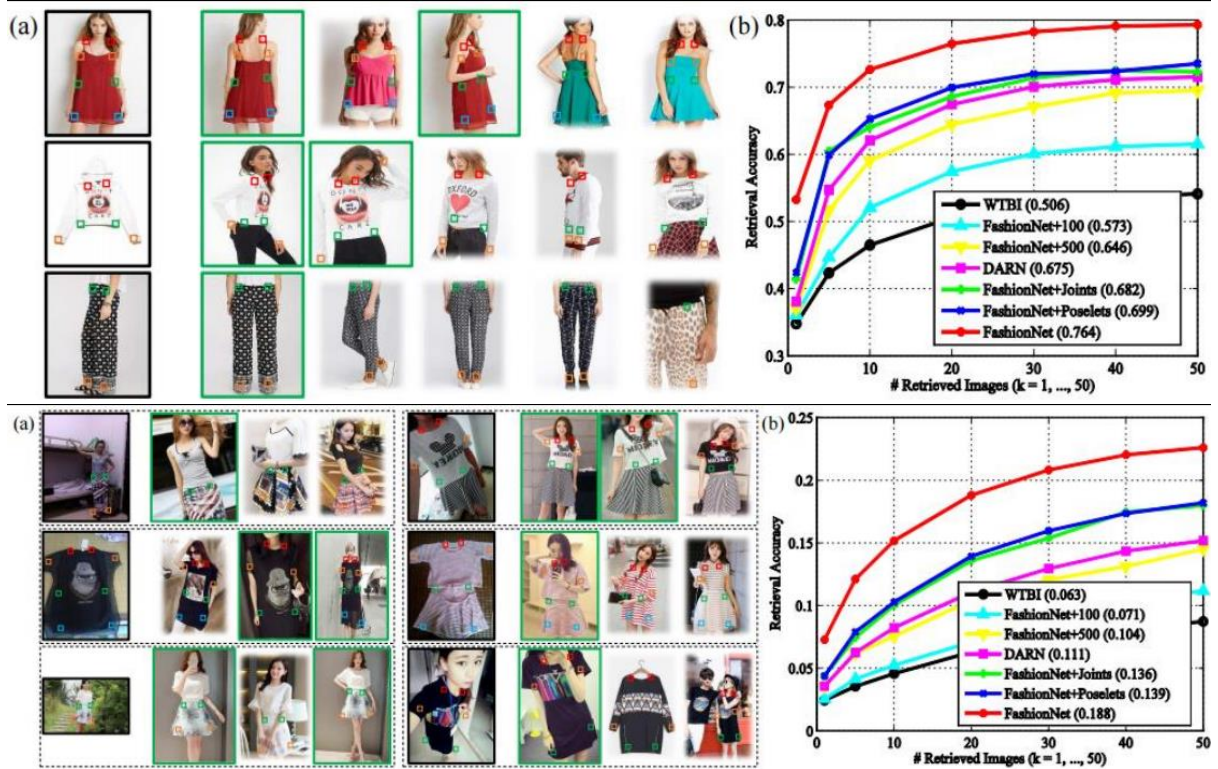 (a)
(b)
Retrieval Accuracy
0.8
0.7
0.6
0.5
0.4
0.3
WTBI (0.506)
FashionNet+100 (0.573)
FashionNet+500 (0.646)
DARN (0.675)
FashionNet+Joints (0.682)
FashionNet+Poselets (0.699)
FashionNet (0.764)
0 10 20 30 40 50
# Retrieved Images (k = 1, ..., 50)
(a)
(b)
Retrieval Accuracy
0.25
0.2
0.15
0.1
0.05
0
WTBI (0.063)
FashionNet+100 (0.071)
FashionNet+500 (0.104)
DARN (0.111)
FashionNet+Joints (0.136)
FashionNet+Poselets (0.139)
FashionNet (0.188)
0 10 20 30 40 50
# Retrieved Images (k = 1, ..., 50)